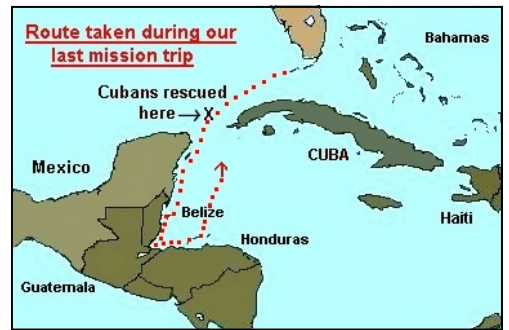 Route taken during our
last mission trip
Bahamas
Cubans rescued
here → X
CUBA
Mexico
Belize
Haiti
Honduras
Guatemala